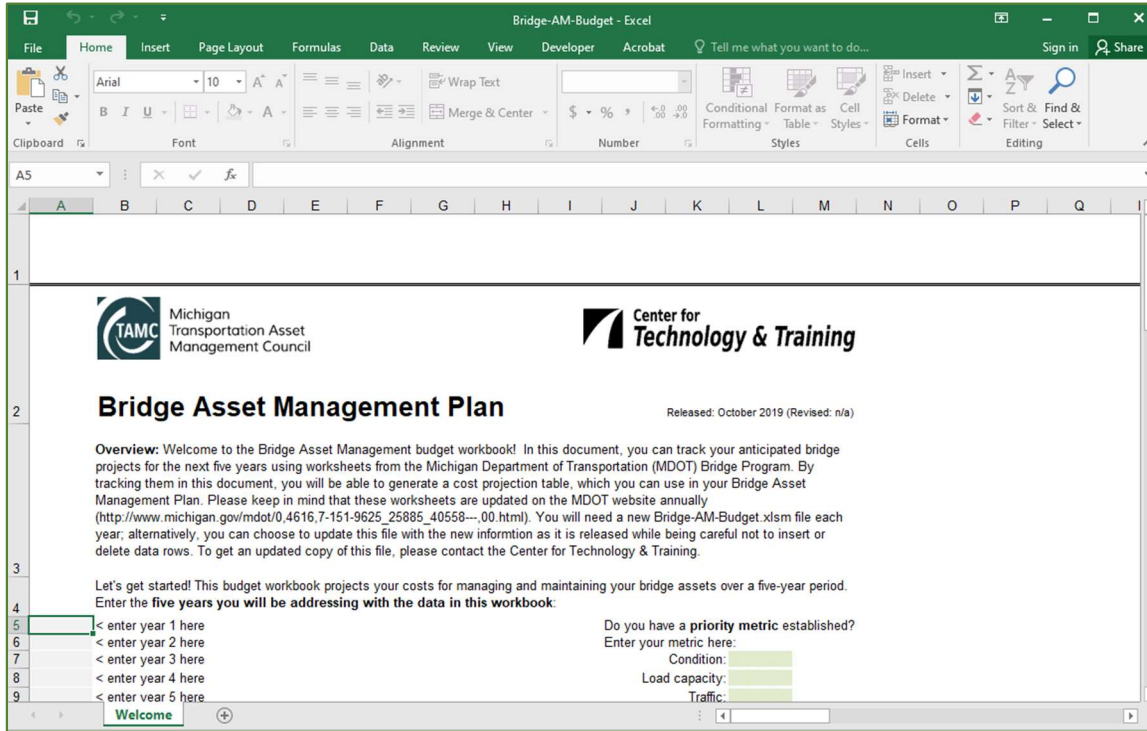 Bridge-AM-Budget - Excel
File Home Insert Page Layout Formulas Data Review View Developer Acrobat Tell me what you want to do... Sign in Share
Paste
Arial 10
Wrap Text
Insert
Delete
B I U
Merge & Center
$ % ,
Conditional Formatting
Format as Table
Cell Styles
Format
Sort & Filter
Find & Select
Clipboard Font Alignment Number Styles Cells Editing
A5 fx
A B C D E F G H I J K L M N O P Q
1
TAMC
Michigan
Transportation Asset
Management Council
Center for
Technology & Training
2
Bridge Asset Management Plan
Released: October 2019 (Revised: n/a)
Overview: Welcome to the Bridge Asset Management budget workbook! In this document, you can track your anticipated bridge
projects for the next five years using worksheets from the Michigan Department of Transportation (MDOT) Bridge Program. By
tracking them in this document, you will be able to generate a cost projection table, which you can use in your Bridge Asset
Management Plan. Please keep in mind that these worksheets are updated on the MDOT website annually
(http://www.michigan.gov/mdot/0,4616,7-151-9625_25885_40558---,00.html). You will need a new Bridge-AM-Budget.xlsm file each
year; alternatively, you can choose to update this file with the new informtion as it is released while being careful not to insert or
delete data rows. To get an updated copy of this file, please contact the Center for Technology & Training.
3
Let's get started! This budget workbook projects your costs for managing and maintaining your bridge assets over a five-year period.
4 Enter the five years you will be addressing with the data in this workbook:
5 < enter year 1 here Do you have a priority metric established?
6 < enter year 2 here Enter your metric here:
7 < enter year 3 here Condition:
8 < enter year 4 here Load capacity:
9 < enter year 5 here Traffic:
Welcome